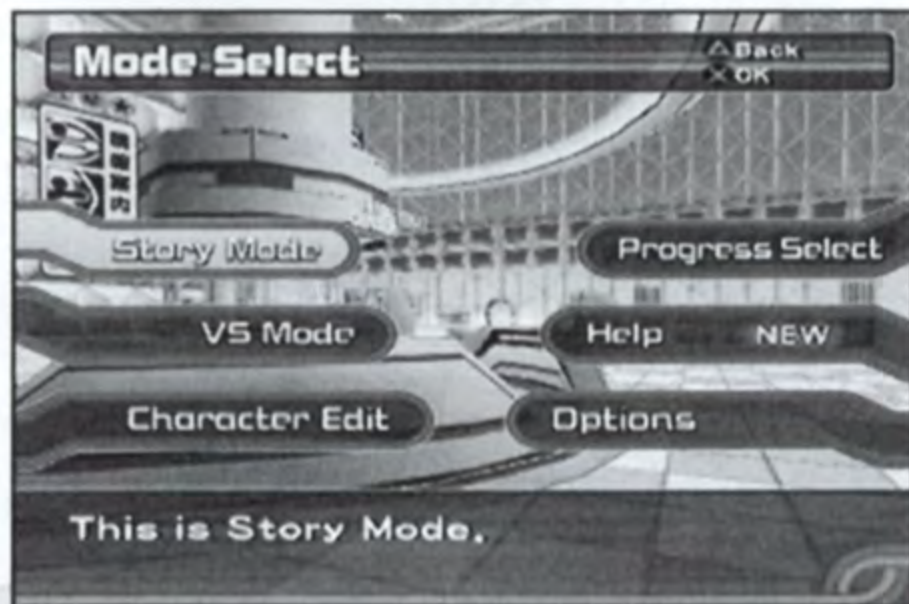 Mode Select
△Back
×OK
Story Mode
Progress Select
VS Mode
Help NEW
Character Edit
Options
This is Story Mode.